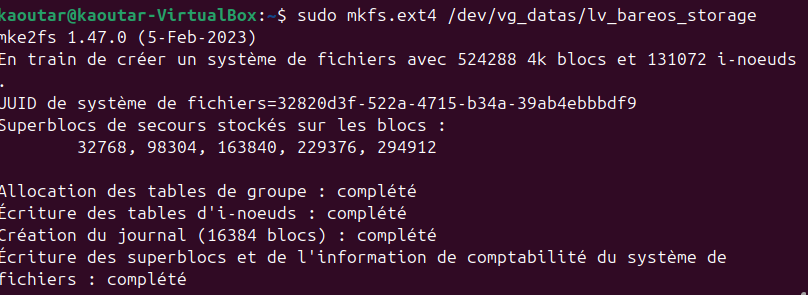 kaoutar@kaoutar-VirtualBox:~$ sudo mkfs.ext4 /dev/vg_datas/lv_bareos_storage
mke2fs 1.47.0 (5-Feb-2023)
En train de créer un système de fichiers avec 524288 4k blocs et 131072 i-noeuds
.
UUID de système de fichiers=32820d3f-522a-4715-b34a-39ab4ebbbdf9
Superblocs de secours stockés sur les blocs :
        32768, 98304, 163840, 229376, 294912

Allocation des tables de groupe : complété
Écriture des tables d'i-noeuds : complété
Création du journal (16384 blocs) : complété
Écriture des superblocs et de l'information de comptabilité du système de
fichiers : complété